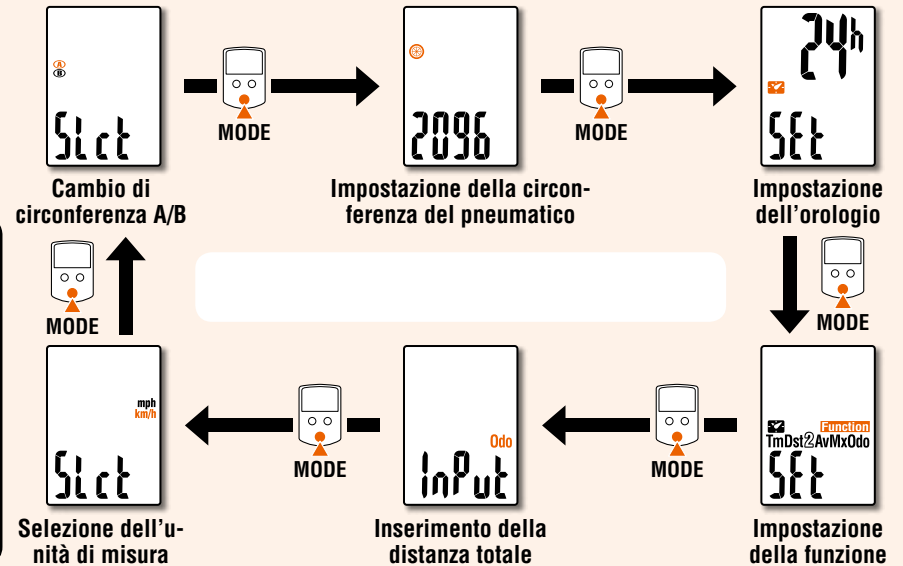 A
B
Slct
MODE
2096
MODE
24h
SEt
Cambio di
circonferenza A/B
Impostazione della circon-
ferenza del pneumatico
Impostazione
dell'orologio
MODE
MODE
mph
km/h
Slct
MODE
Odo
InPut
MODE
Function
TmDst2AvMxOdo
SEt
Selezione dell'u-
nità di misura
Inserimento della
distanza totale
Impostazione
della funzione